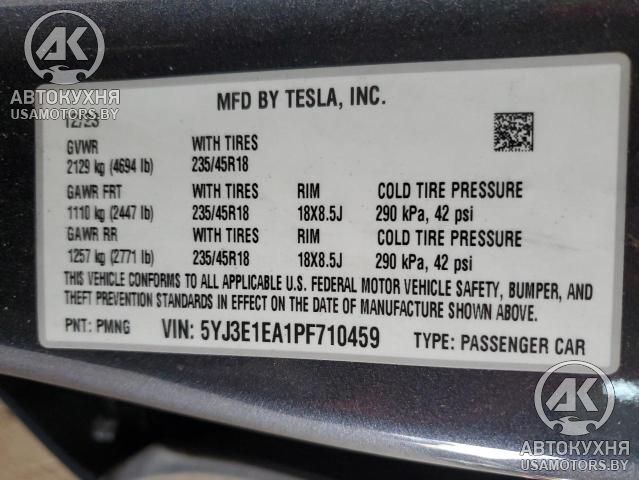 AK
АВТОКУХНЯ
USAMOTORS.BY
MFD BY TESLA, INC.
12/23
GVWR WITH TIRES
2129 kg (4694 lb) 235/45R18
GAWR FRT WITH TIRES RIM COLD TIRE PRESSURE
1110 kg (2447 lb) 235/45R18 18X8.5J 290 kPa, 42 psi
GAWR RR WITH TIRES RIM COLD TIRE PRESSURE
1257 kg (2771 lb) 235/45R18 18X8.5J 290 kPa, 42 psi
THIS VEHICLE CONFORMS TO ALL APPLICABLE U.S. FEDERAL MOTOR VEHICLE SAFETY, BUMPER, AND
THEFT PREVENTION STANDARDS IN EFFECT ON THE DATE OF MANUFACTURE SHOWN ABOVE.
PNT: PMNG VIN: 5YJ3E1EA1PF710459 TYPE: PASSENGER CAR
AK
АВТОКУХНЯ
USAMOTORS.BY